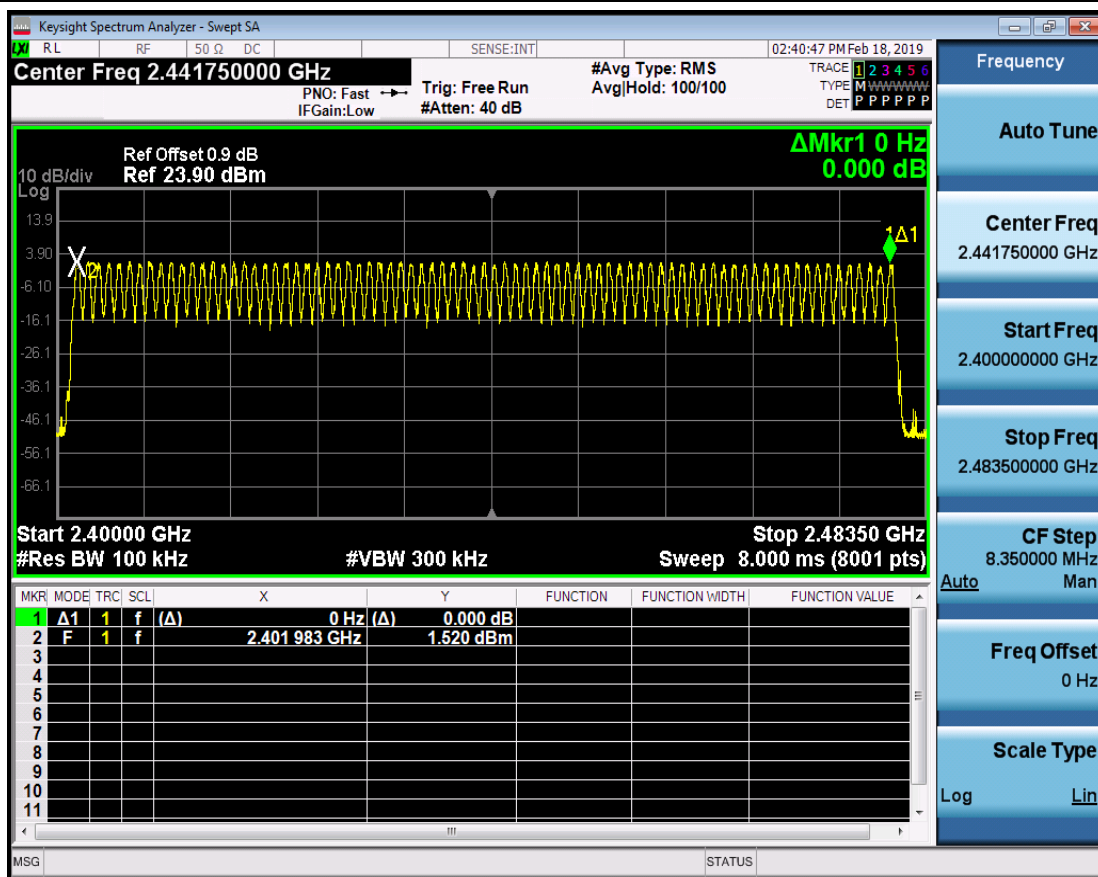 Keysight Spectrum Analyzer - Swept SA
LXI RL RF 50 Ω DC SENSE:INT 02:40:47 PM Feb 18, 2019
Center Freq 2.441750000 GHz
PNO: Fast
IFGain:Low
Trig: Free Run
#Atten: 40 dB
#Avg Type: RMS
Avg|Hold: 100/100
TRACE 1 2 3 4 5 6
TYPE M W W W W W
DET P P P P P P
Ref Offset 0.9 dB
Ref 23.90 dBm
10 dB/div
Log
ΔMkr1 0 Hz
0.000 dB
13.9
3.90
-6.10
-16.1
-26.1
-36.1
-46.1
-56.1
-66.1
X2
1Δ1
Start 2.40000 GHz
Stop 2.48350 GHz
#Res BW 100 kHz
#VBW 300 kHz
Sweep 8.000 ms (8001 pts)
MKR MODE TRC SCL X Y FUNCTION FUNCTION WIDTH FUNCTION VALUE
1 Δ1 1 f (Δ) 0 Hz (Δ) 0.000 dB
2 F 1 f 2.401 983 GHz 1.520 dBm
3
4
5
6
7
8
9
10
11
MSG
STATUS
Frequency
Auto Tune
Center Freq
2.441750000 GHz
Start Freq
2.400000000 GHz
Stop Freq
2.483500000 GHz
CF Step
8.350000 MHz
Auto Man
Freq Offset
0 Hz
Scale Type
Log Lin